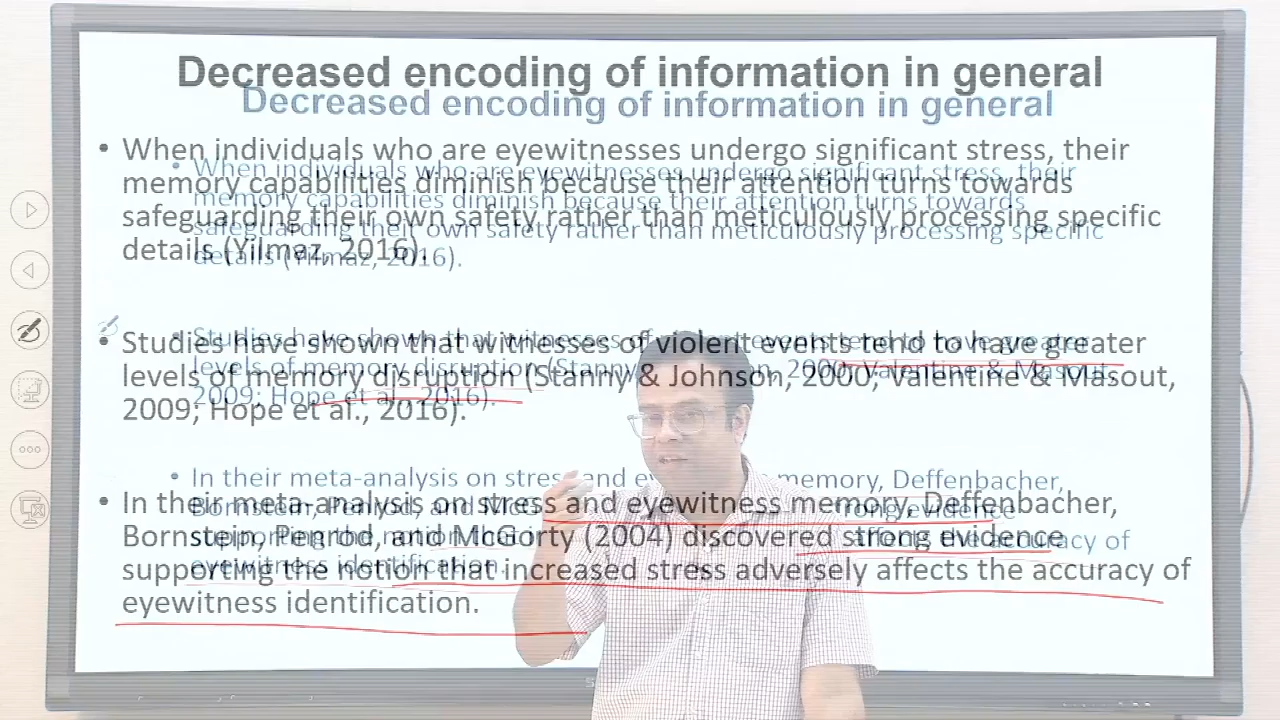 Decreased encoding of information in general
• When individuals who are eyewitnesses undergo significant stress, their
memory capabilities diminish because their attention turns towards
safeguarding their own safety rather than meticulously processing specific
details (Yilmaz, 2016).
• Studies have shown that witnesses of violent events tend to have greater
levels of memory disruption (Stanny & Johnson, 2000; Valentine & Masout,
2009; Hope et al., 2016).
• In their meta-analysis on stress and eyewitness memory, Deffenbacher,
Bornstein, Penrod, and McGorty (2004) discovered strong evidence
supporting the notion that increased stress adversely affects the accuracy of
eyewitness identification.